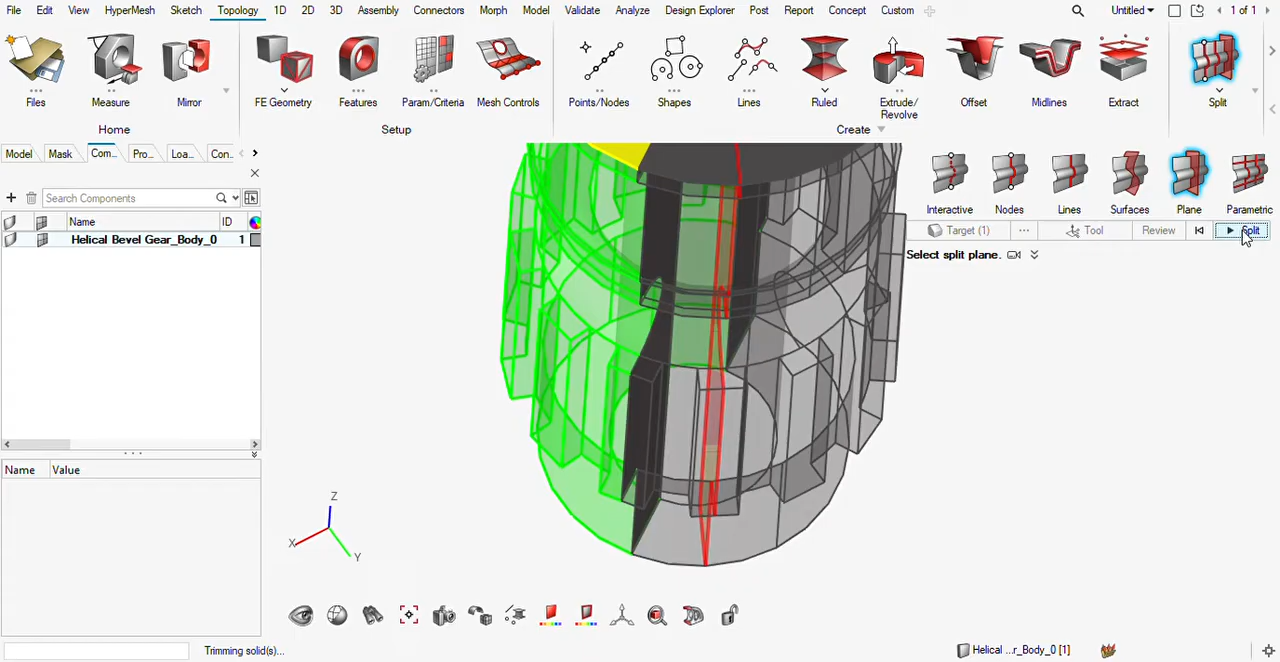 File Edit View HyperMesh Sketch Topology 1D 2D 3D Assembly Connectors Morph Model Validate Analyze Design Explorer Post Report Concept Custom Untitled 1 of 1
Files Measure Mirror FE Geometry Features Param/Criteria Mesh Controls Points/Nodes Shapes Lines Ruled Extrude/ Revolve Offset Midlines Extract Split
Home Setup Create
Model Mask Com... Pro... Loa... Con...
Interactive Nodes Lines Surfaces Plane Parametric
Search Components
Target (1) ... Tool Review Split
Name ID
Helical Bevel Gear_Body_0 1
Select split plane.
Name Value
Z
X
Y
Trimming solid(s)...
Helical ...r_Body_0 [1]